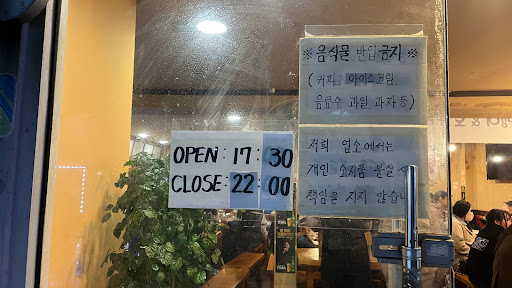 ※ 음식물 반입 금지 ※
( 커피, 아이스크림,
음료수 과일 과자 등 )
OPEN : 17 : 30
CLOSE : 22 : 00
저희 업소에서는
개인 소지품 분실
책임을 지지 않습니